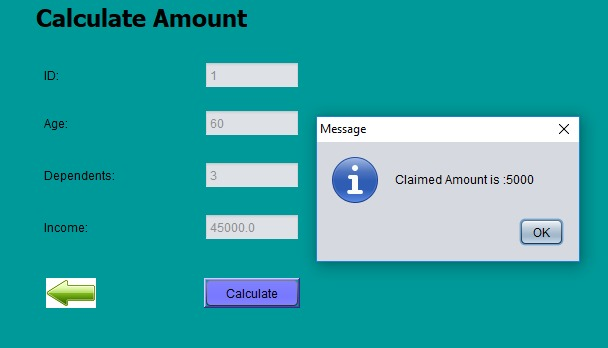 Calculate Amount
ID: 1
Age: 60
Dependents: 3
Income: 45000.0
Calculate
Message
Claimed Amount is :5000
OK